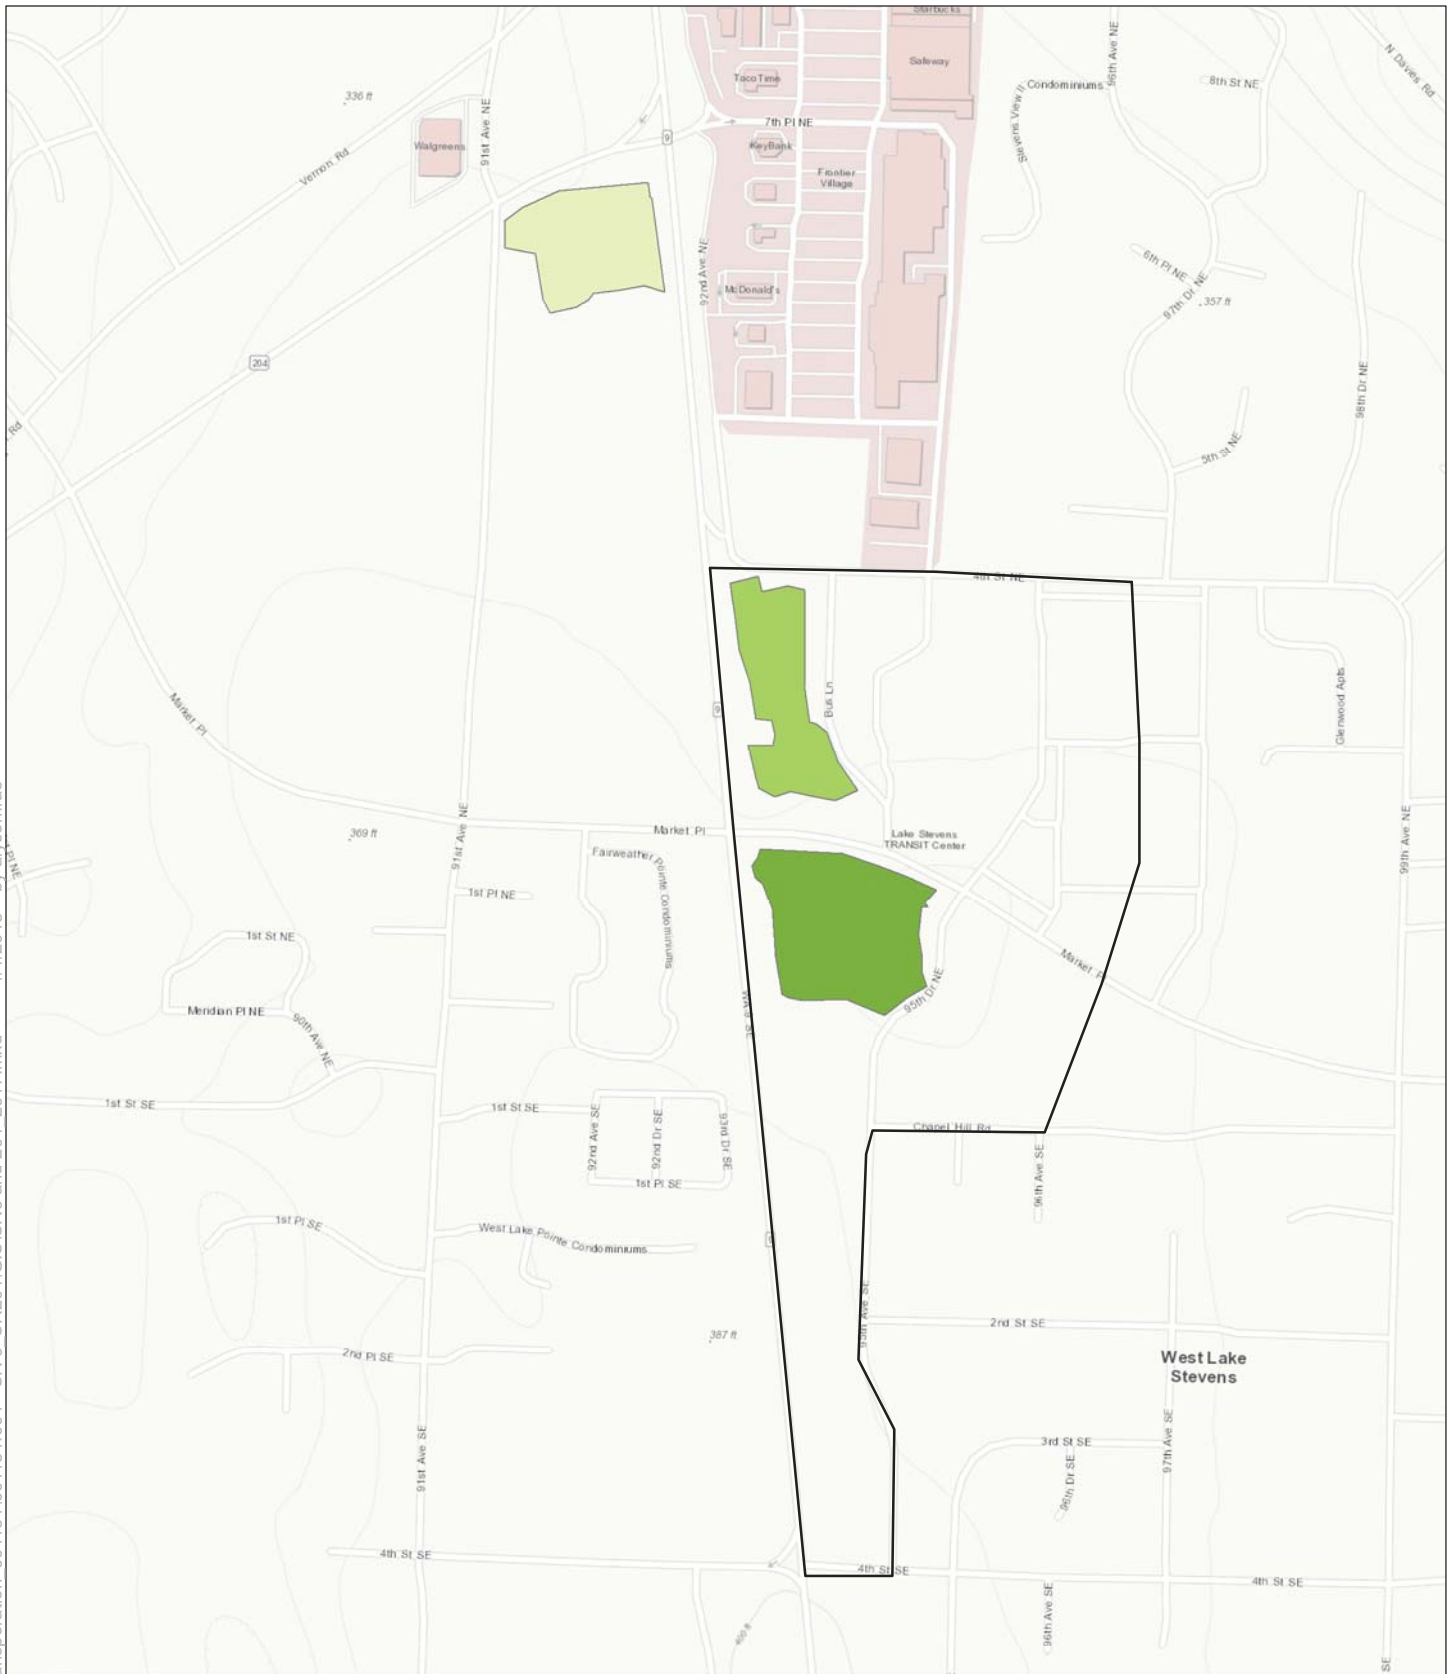 Starbucks
Safeway
96th Ave NE
N Davies Rd
Taco Time
Condominiums
8th St NE
336 ft
91st Ave NE
Stevens View II
7th Pl NE
9
Walgreens
KeyBank
Vernon Rd
Frontier
Village
92nd Ave NE
6th Pl NE
97th Dr NE
357 ft
McDonald's
204
98th Dr NE
Rd
5th St NE
4th St NE
Market Pl
Bus Ln
Glenwood Apts
369 ft
91st Ave NE
Market Pl
Lake Stevens
TRANSIT Center
99th Ave NE
Fairweather Pointe Condominiums
Pl NE
1st Pl NE
1st St NE
Market P
95th Dr NE
Meridian Pl NE
90th Ave NE
1st St SE
1st St SE
92nd Ave SE
92nd Dr SE
93rd Dr SE
Chapel Hill Rd
1st Pl SE
96th Ave SE
1st Pl SE
West Lake Pointe Condominiums
95th Ave SE
2nd St SE
387 ft
2nd Pl SE
West Lake
Stevens
91st Ave SE
3rd St SE
97th Ave SE
96th Dr SE
4th St SE
4th St SE
4th St SE
96th Ave SE
400 ft
SE